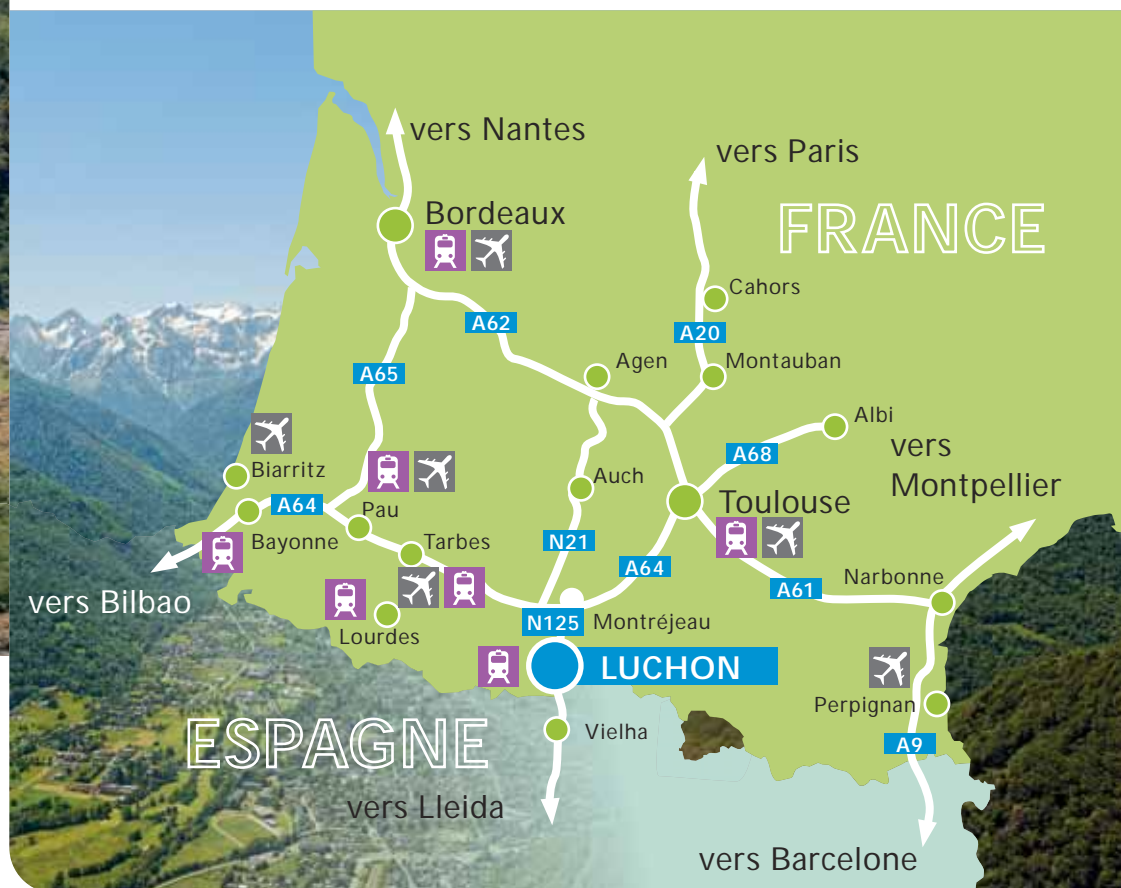 vers Nantes
vers Paris
Bordeaux
FRANCE
Cahors
A62
A20
Agen
Montauban
A65
Albi
vers
Montpellier
A68
Biarritz
Auch
Toulouse
A64
Pau
Bayonne
Tarbes
N21
A64
Narbonne
A61
vers Bilbao
Lourdes
N125
Montréjeau
LUCHON
Perpignan
ESPAGNE
Vielha
A9
vers Lleida
vers Barcelone